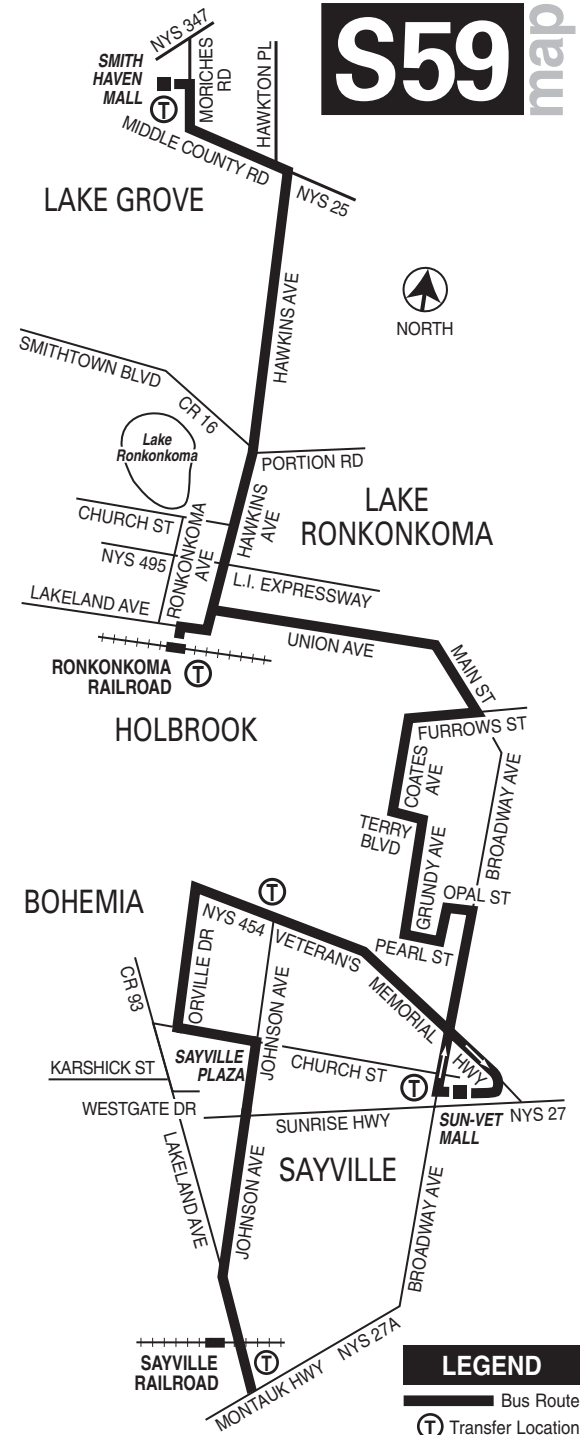 S59
map
NYS 347
SMITH
HAVEN
MALL
T
MORICHES
RD
HAWKTON PL
MIDDLE COUNTY RD
NYS 25
LAKE GROVE
NORTH
HAWKINS AVE
SMITHTOWN BLVD
CR 16
Lake
Ronkonkoma
PORTION RD
LAKE
RONKONKOMA
CHURCH ST
RONKONKOMA
AVE
HAWKINS
AVE
NYS 495
L.I. EXPRESSWAY
LAKELAND AVE
UNION AVE
RONKONKOMA
RAILROAD
T
MAIN ST
HOLBROOK
FURROWS ST
COATES
AVE
BROADWAY AVE
TERRY
BLVD
GRUNDY AVE
OPAL ST
PEARL ST
BOHEMIA
T
NYS 454
VETERAN'S
MEMORIAL
HWY
ORVILLE DR
CR 93
JOHNSON AVE
SAYVILLE
PLAZA
CHURCH ST
KARSHICK ST
WESTGATE DR
T
SUNRISE HWY
SUN-VET
MALL
NYS 27
LAKELAND AVE
SAYVILLE
JOHNSON AVE
BROADWAY AVE
SAYVILLE
RAILROAD
T
MONTAUK HWY
NYS 27A
LEGEND
Bus Route
T Transfer Location